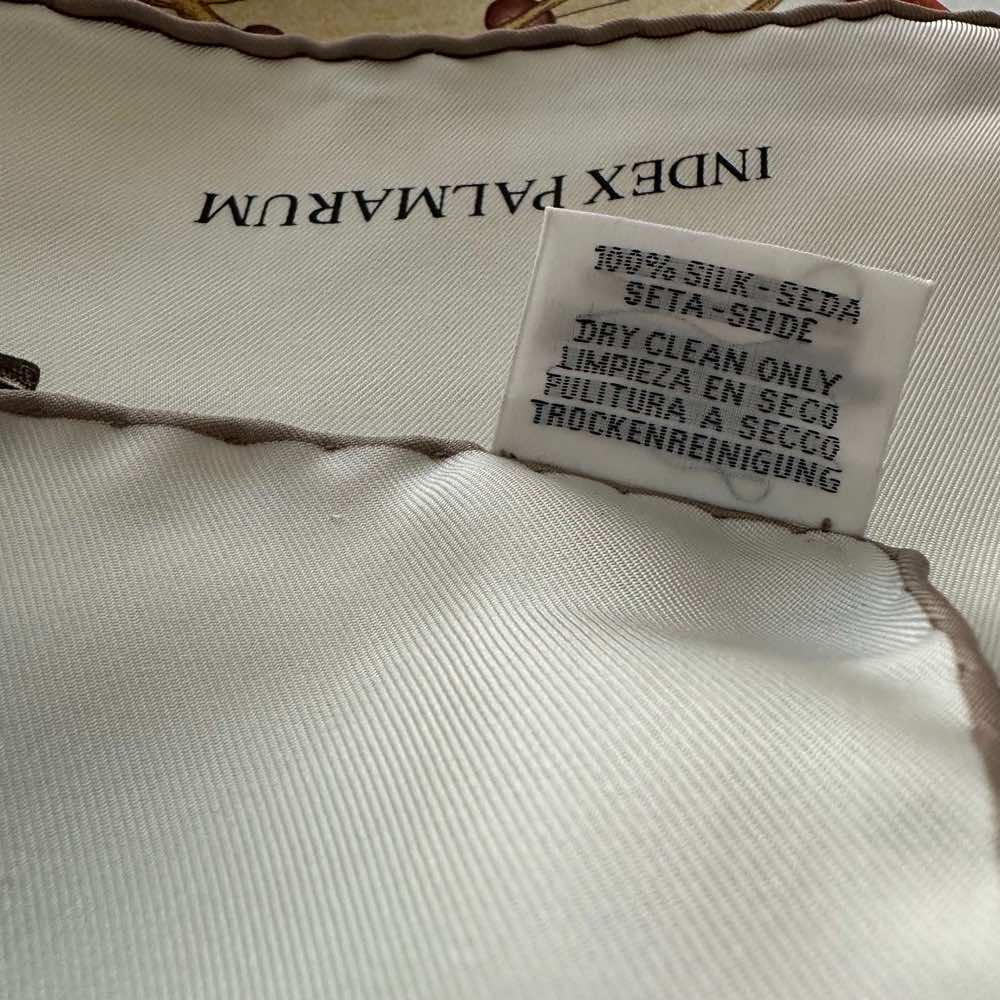 INDEX PALMARUM
100% SILK - SEDA
SETA - SEIDE
DRY CLEAN ONLY
LIMPIEZA EN SECO
PULITURA A SECCO
TROCKENREINIGUNG